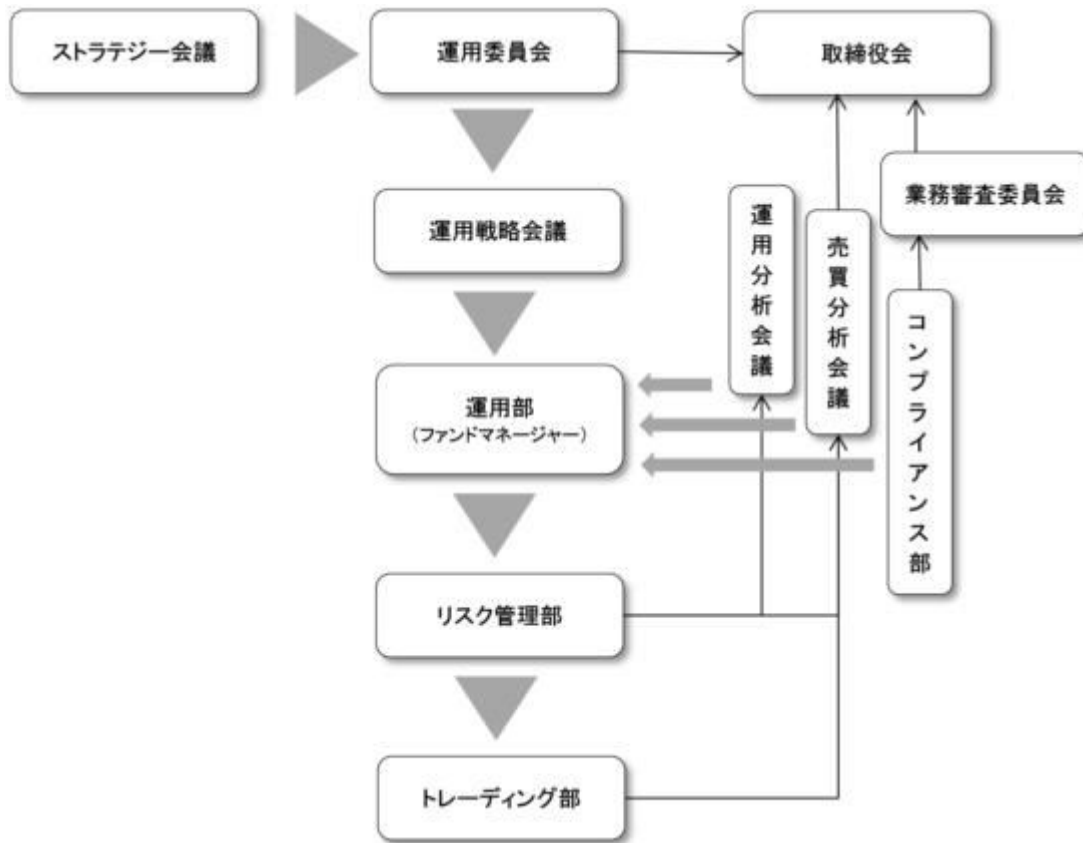 ストラテジー会議
運用委員会
取締役会
業務審査委員会
運用戦略会議
運用分析会議
売買分析会議
コンプライアンス部
運用部
(ファンドマネージャー)
リスク管理部
トレーディング部